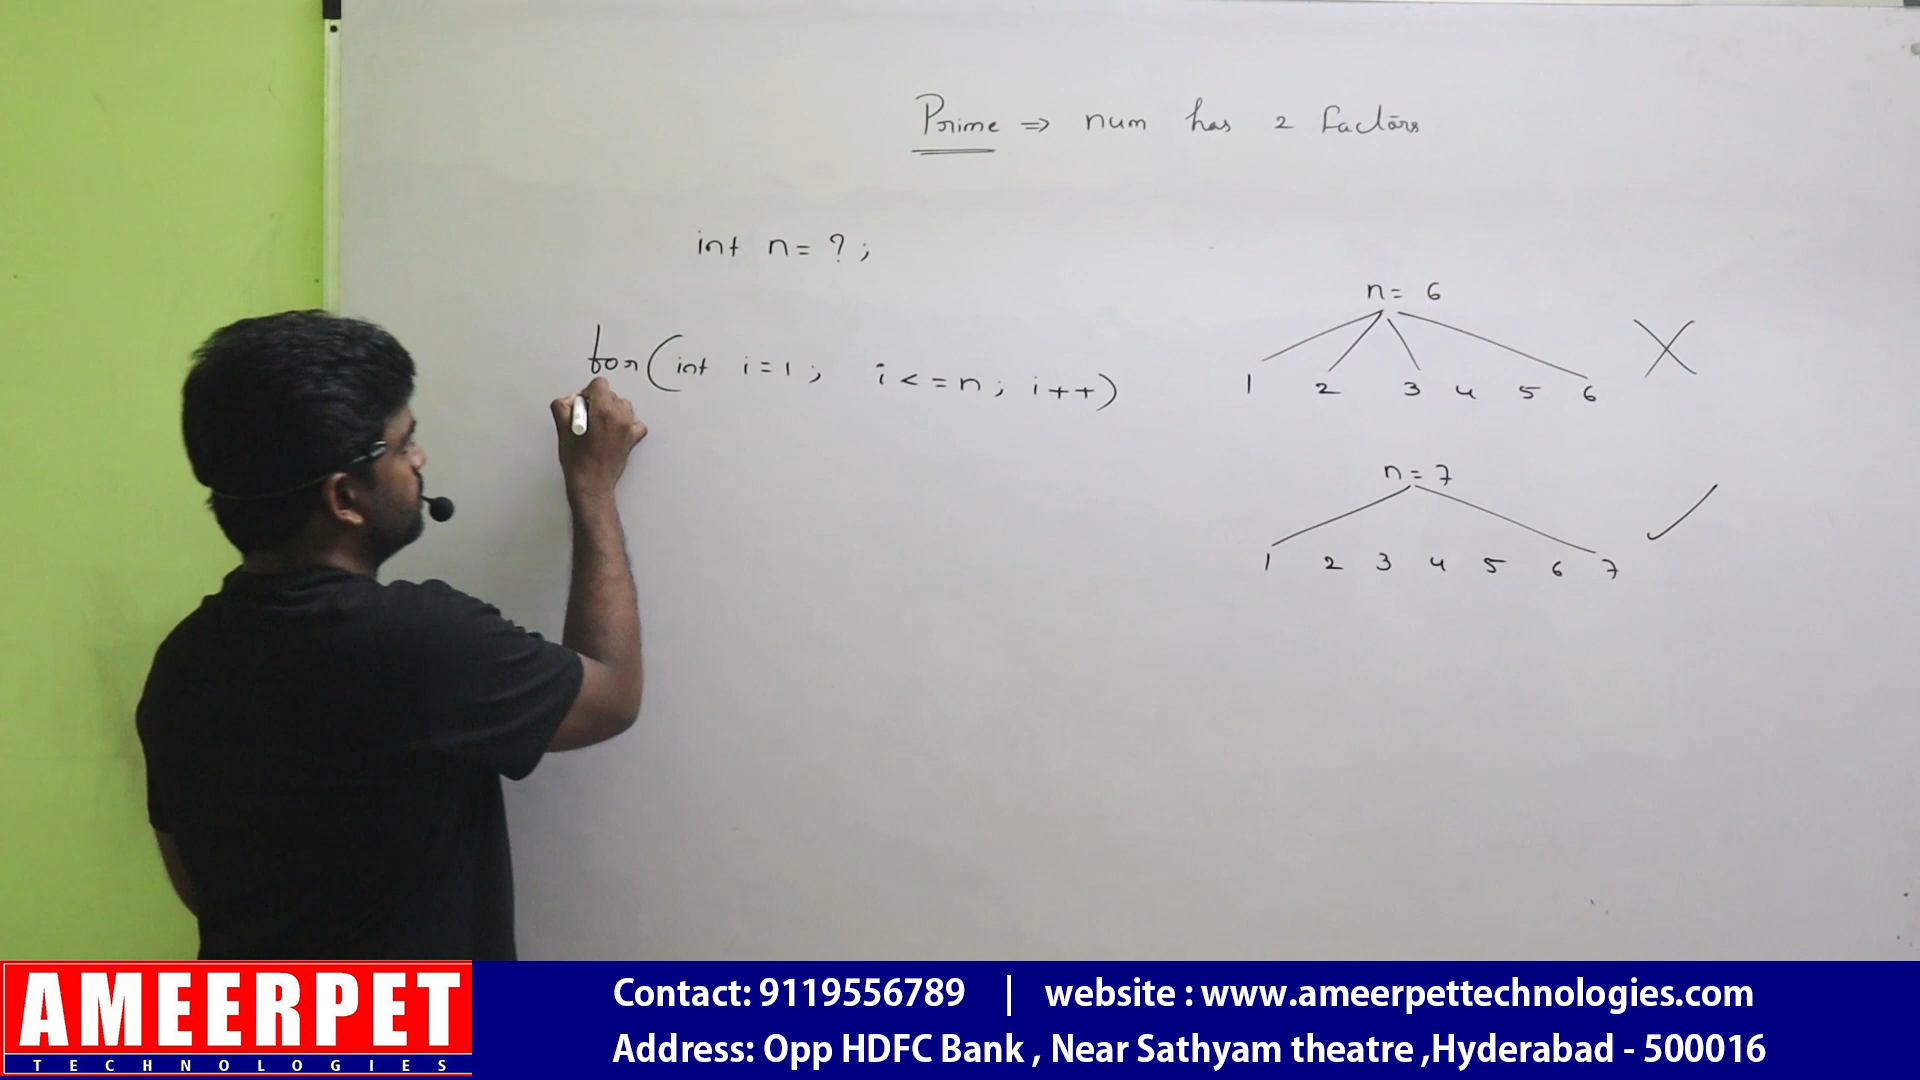 Prime => num has 2 factors
int n = ? ;
for(int i=1; i<=n; i++)
n= 6
1 2 3 4 5 6
n=7
1 2 3 4 5 6 7
AMEERPET
TECHNOLOGIES
Contact: 9119556789 | website : www.ameerpettechnologies.com
Address: Opp HDFC Bank , Near Sathyam theatre ,Hyderabad - 500016